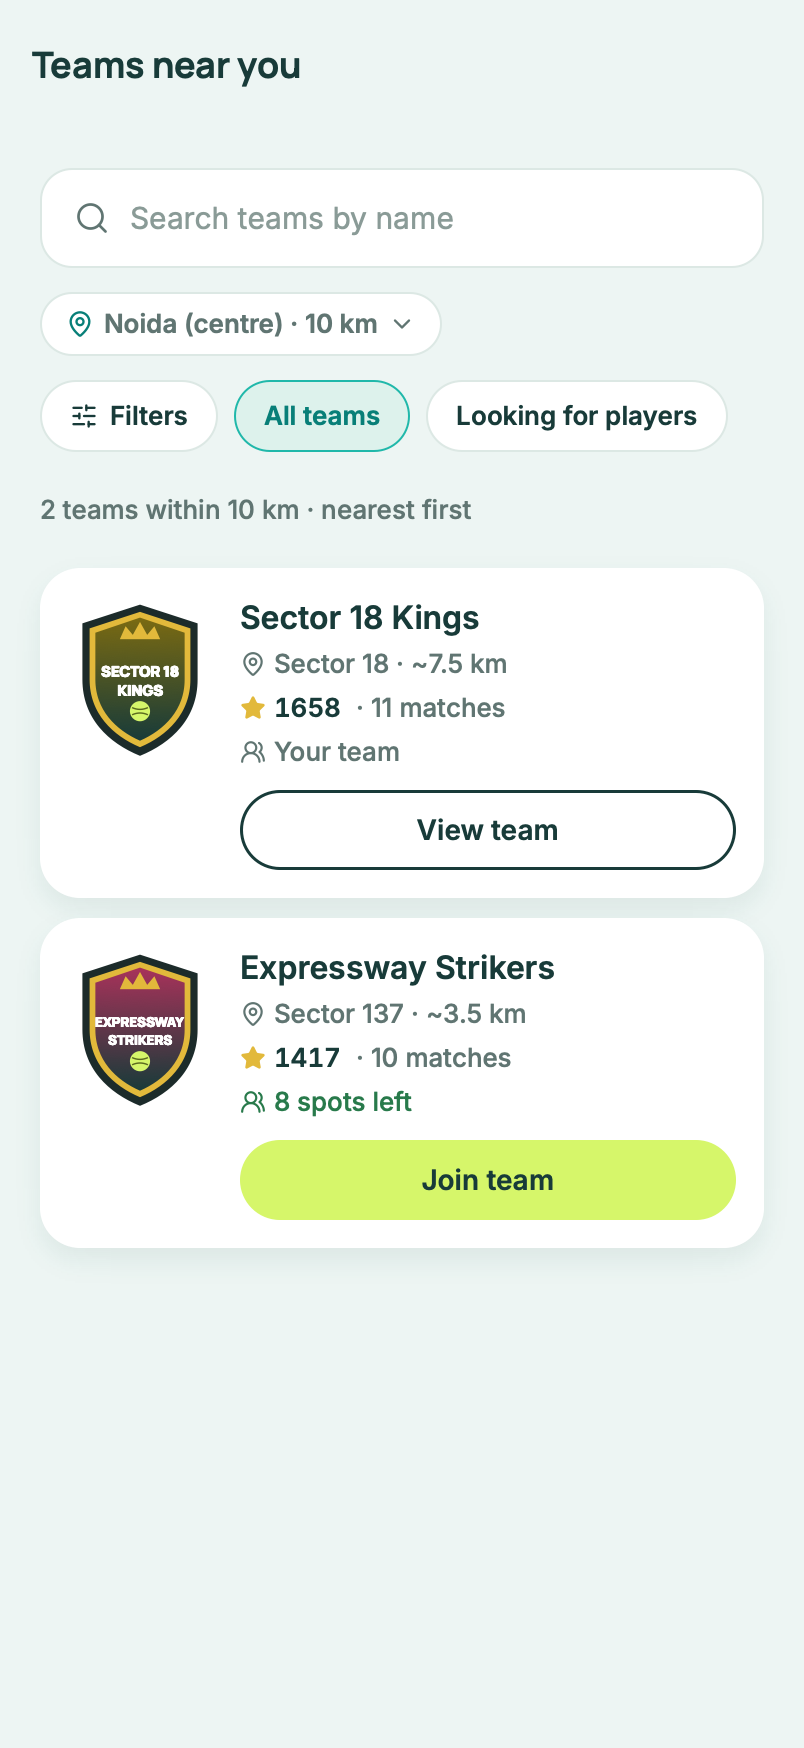 Teams near you
Search teams by name
Noida (centre) · 10 km
Filters
All teams
Looking for players
2 teams within 10 km · nearest first
SECTOR 18
KINGS
Sector 18 Kings
Sector 18 · ~7.5 km
1658 · 11 matches
Your team
View team
EXPRESSWAY
STRIKERS
Expressway Strikers
Sector 137 · ~3.5 km
1417 · 10 matches
8 spots left
Join team